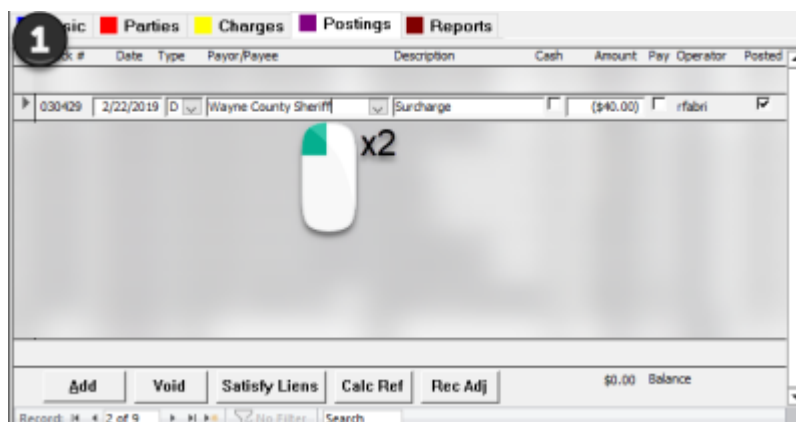 1 sic Parties Charges Postings Reports
ck # Date Type Payor/Payee Description Cash Amount Pay Operator Posted
030429 2/22/2019 D Wayne County Sheriff Surcharge ($40.00) rfabri
x2
Add Void Satisfy Liens Calc Ref Rec Adj $0.00 Balance
Record: 2 of 9 No Filter Search